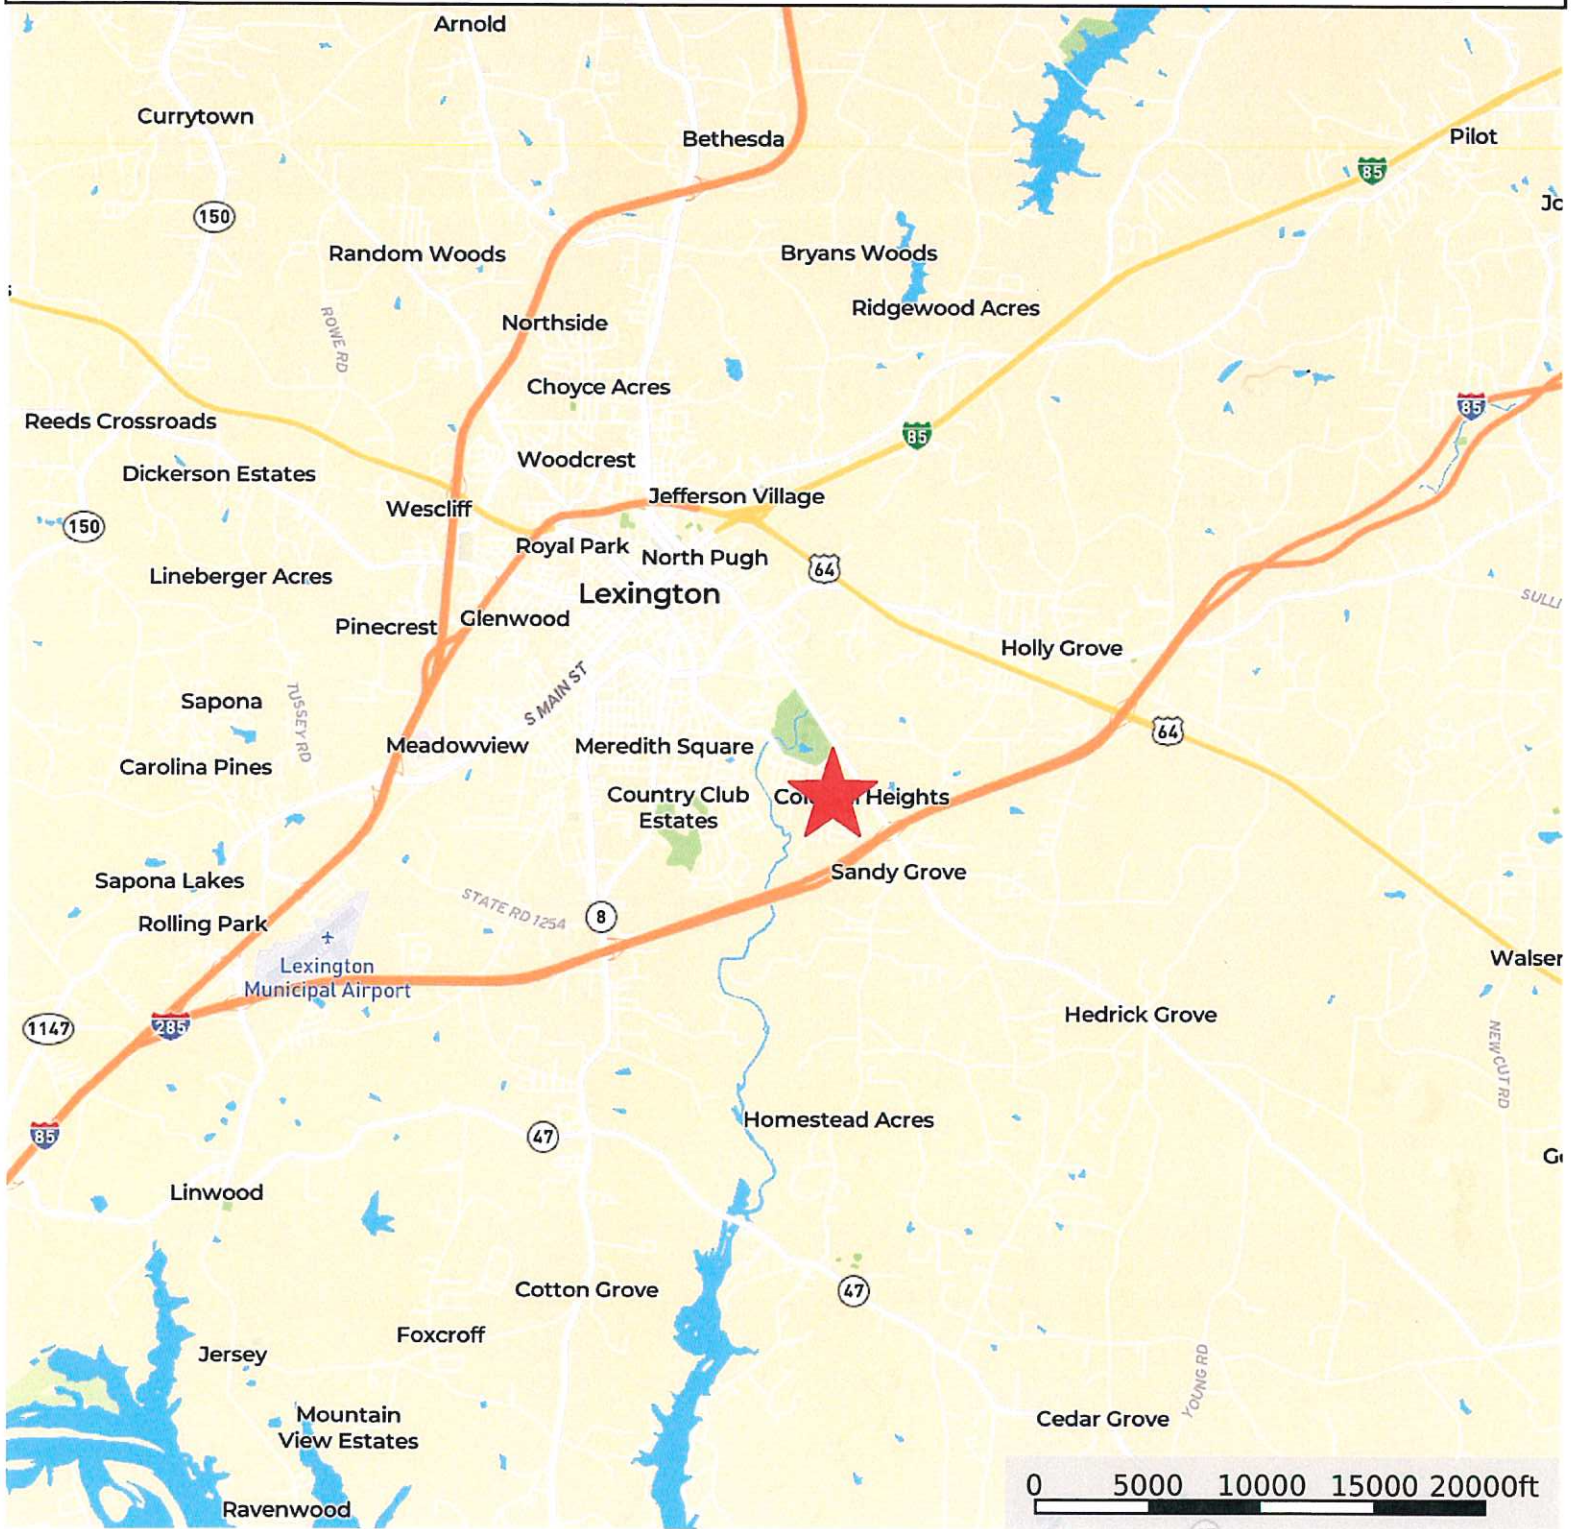 Arnold
Currytown
Bethesda
Pilot
85
150
Random Woods
Bryans Woods
Ridgewood Acres
ROWE RD
Northside
Choyce Acres
85
Reeds Crossroads
85
Woodcrest
Dickerson Estates
Jefferson Village
Wescliff
150
Royal Park
North Pugh
64
Lineberger Acres
Lexington
Glenwood
Pinecrest
Holly Grove
S MAIN ST
Sapona
TUSSEY RD
64
Meadowview
Meredith Square
Carolina Pines
Country Club
Estates
Heights
Sandy Grove
Sapona Lakes
STATE RD 1254
8
Rolling Park
Lexington
Municipal Airport
Walser
Hedrick Grove
1147
285
NEW CUT RD
Homestead Acres
85
47
Linwood
Cotton Grove
47
Foxcroff
Jersey
YOUNG RD
Mountain
View Estates
Cedar Grove
0 5000 10000 15000 20000ft
Ravenwood